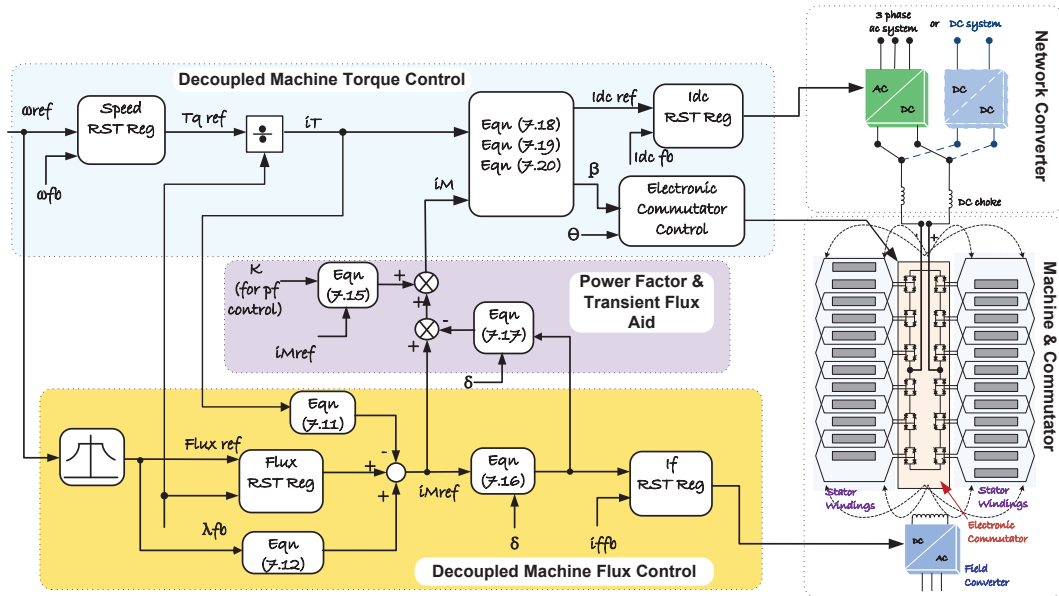 3 phase
ac system
or
DC system
Network Converter
AC
DC
DC
DC
DC choke
Decoupled Machine Torque Control
ωref
Speed
RST Reg
ωfb
Tq ref
÷
iT
Eqn (7.18)
Eqn (7.19)
Eqn (7.20)
Idc ref
Idc
RST Reg
Idc fb
β
Electronic
Commutator
Control
θ
iM
K
(for pf
control)
Eqn
(7.15)
+
+
iMref
+
-
Eqn
(7.17)
δ
Power Factor &
Transient Flux
Aid
Eqn
(7.11)
Flux ref
Flux
RST Reg
-
+
+
iMref
λfb
Eqn
(7.12)
Eqn
(7.16)
δ
If
RST Reg
iffb
Decoupled Machine Flux Control
Machine & Commutator
-
+
Stator
Windings
Stator
Windings
Electronic
Commutator
DC
AC
Field
Converter